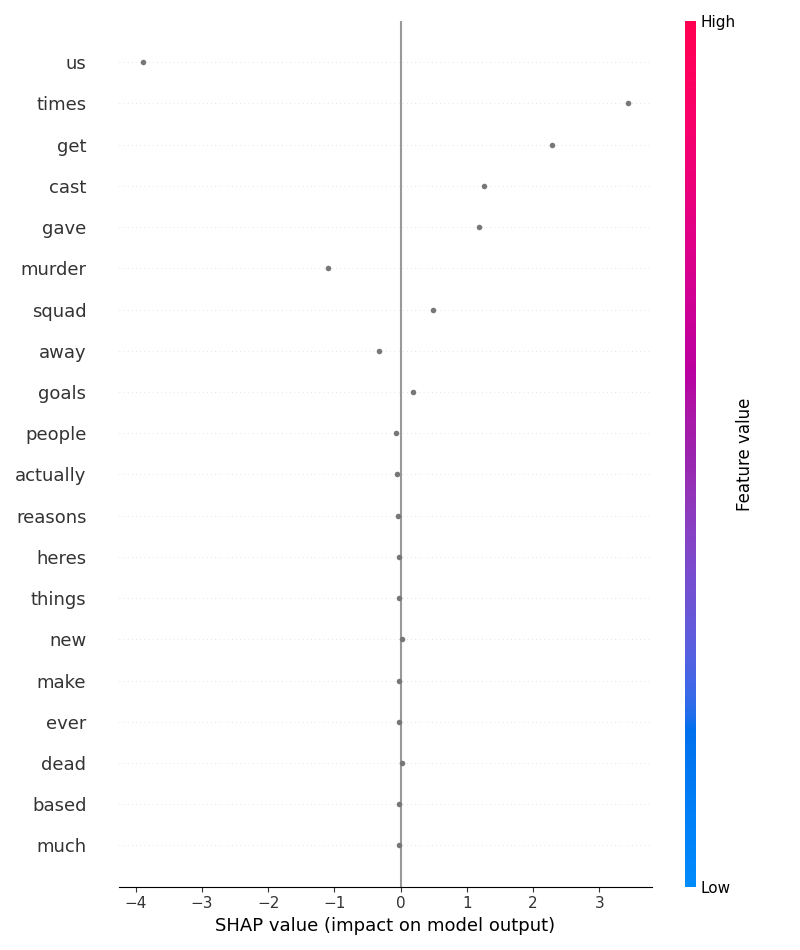 High
us
times
get
cast
gave
murder
squad
away
goals
people
actually
reasons
heres
things
new
make
ever
dead
based
much
Feature value
Low
−4 −3 −2 −1 0 1 2 3
SHAP value (impact on model output)